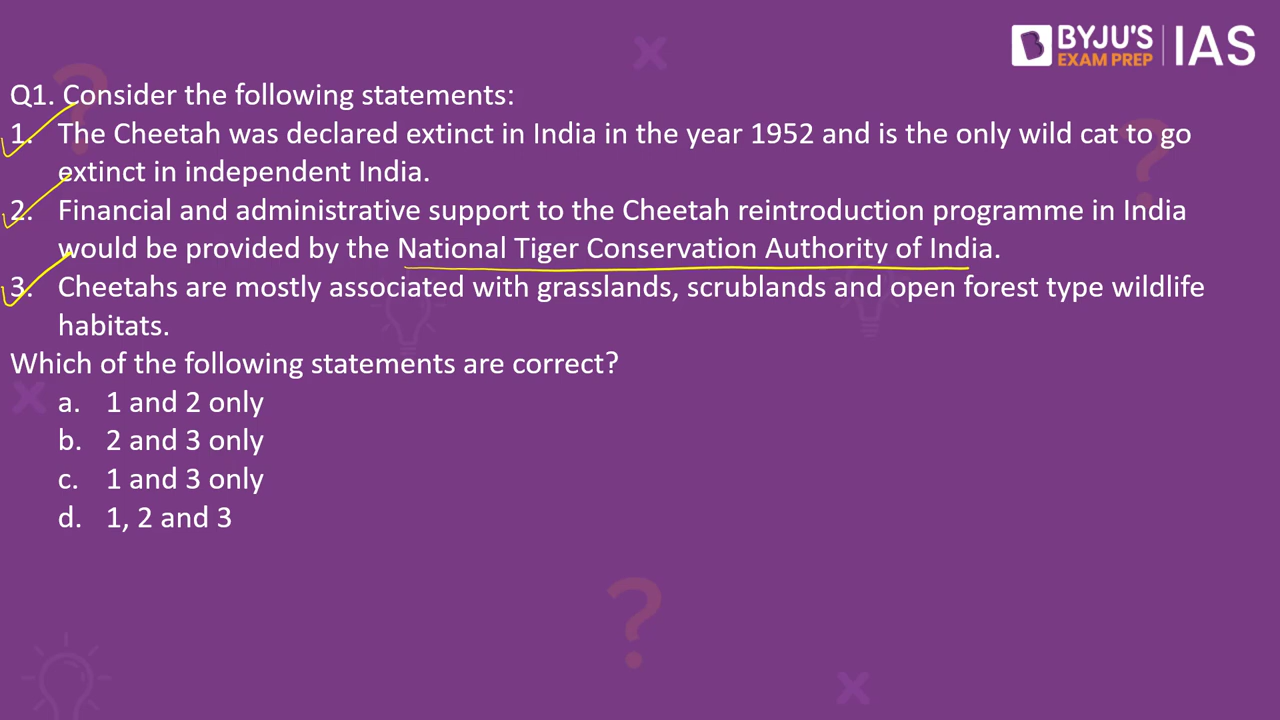 BYJU'S
EXAM PREP
IAS
Q1. Consider the following statements:
1. The Cheetah was declared extinct in India in the year 1952 and is the only wild cat to go
extinct in independent India.
2. Financial and administrative support to the Cheetah reintroduction programme in India
would be provided by the National Tiger Conservation Authority of India.
3. Cheetahs are mostly associated with grasslands, scrublands and open forest type wildlife
habitats.
Which of the following statements are correct?
a. 1 and 2 only
b. 2 and 3 only
c. 1 and 3 only
d. 1, 2 and 3